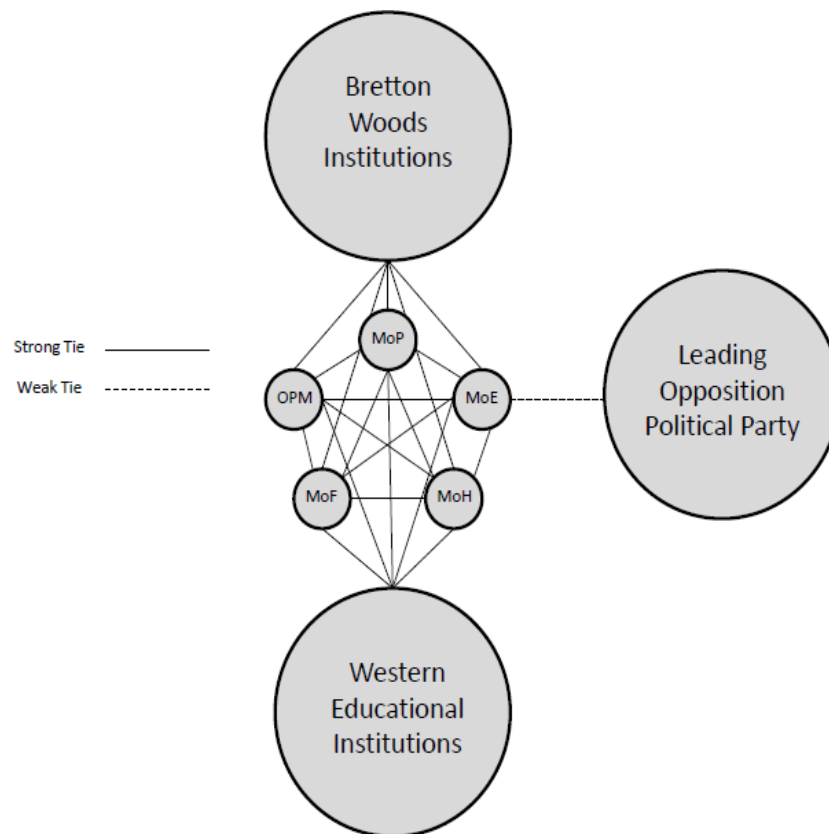 Bretton
Woods
Institutions
MoP
Strong Tie
Weak Tie
OPM
MoE
Leading
Opposition
Political Party
MoF
MoH
Western
Educational
Institutions